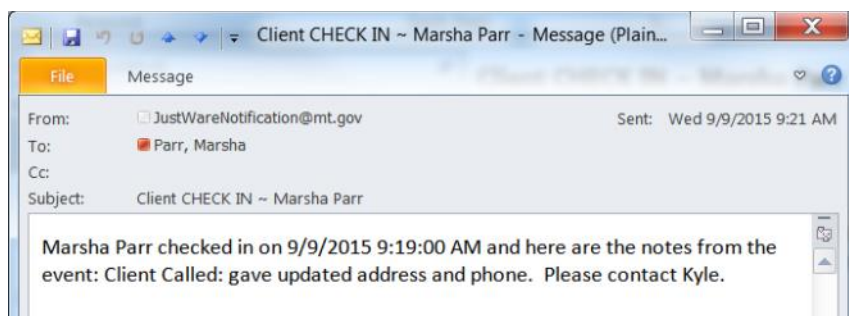 Client CHECK IN ~ Marsha Parr - Message (Plain...
File Message
From: JustWareNotification@mt.gov Sent: Wed 9/9/2015 9:21 AM
To: Parr, Marsha
Cc:
Subject: Client CHECK IN ~ Marsha Parr
Marsha Parr checked in on 9/9/2015 9:19:00 AM and here are the notes from the
event: Client Called: gave updated address and phone.  Please contact Kyle.